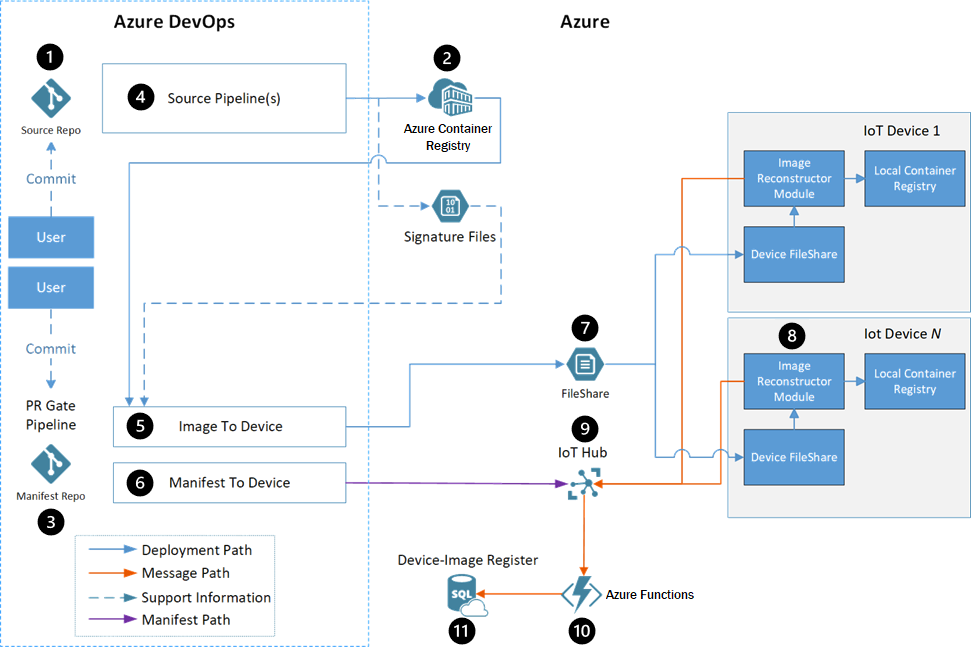 Azure DevOps
Azure
1
Source Repo
Commit
User
User
Commit
PR Gate
Pipeline
Manifest Repo
3
4
Source Pipeline(s)
2
Azure Container
Registry
10
01
Signature Files
5
Image To Device
6
Manifest To Device
7
FileShare
9
IoT Hub
IoT Device 1
Image
Reconstructor
Module
Local Container
Registry
Device FileShare
8
Iot Device N
Image
Reconstructor
Module
Local Container
Registry
Device FileShare
Deployment Path
Message Path
Support Information
Manifest Path
Device-Image Register
SQL
11
Azure Functions
10